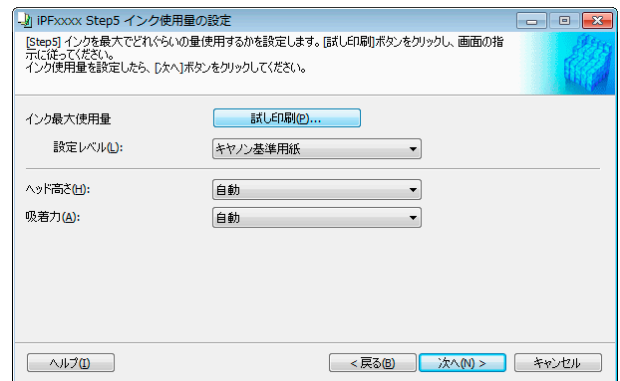 iPFxxxx Step5 インク使用量の設定
[Step5] インクを最大でどれぐらいの量使用するかを設定します。[試し印刷]ボタンをクリックし、画面の指
示に従ってください。
インク使用量を設定したら、[次へ]ボタンをクリックしてください。
インク最大使用量 試し印刷(P)...
設定レベル(L): キヤノン基準用紙
ヘッド高さ(H): 自動
吸着力(A): 自動
ヘルプ(I) < 戻る(B) 次へ(N) > キャンセル